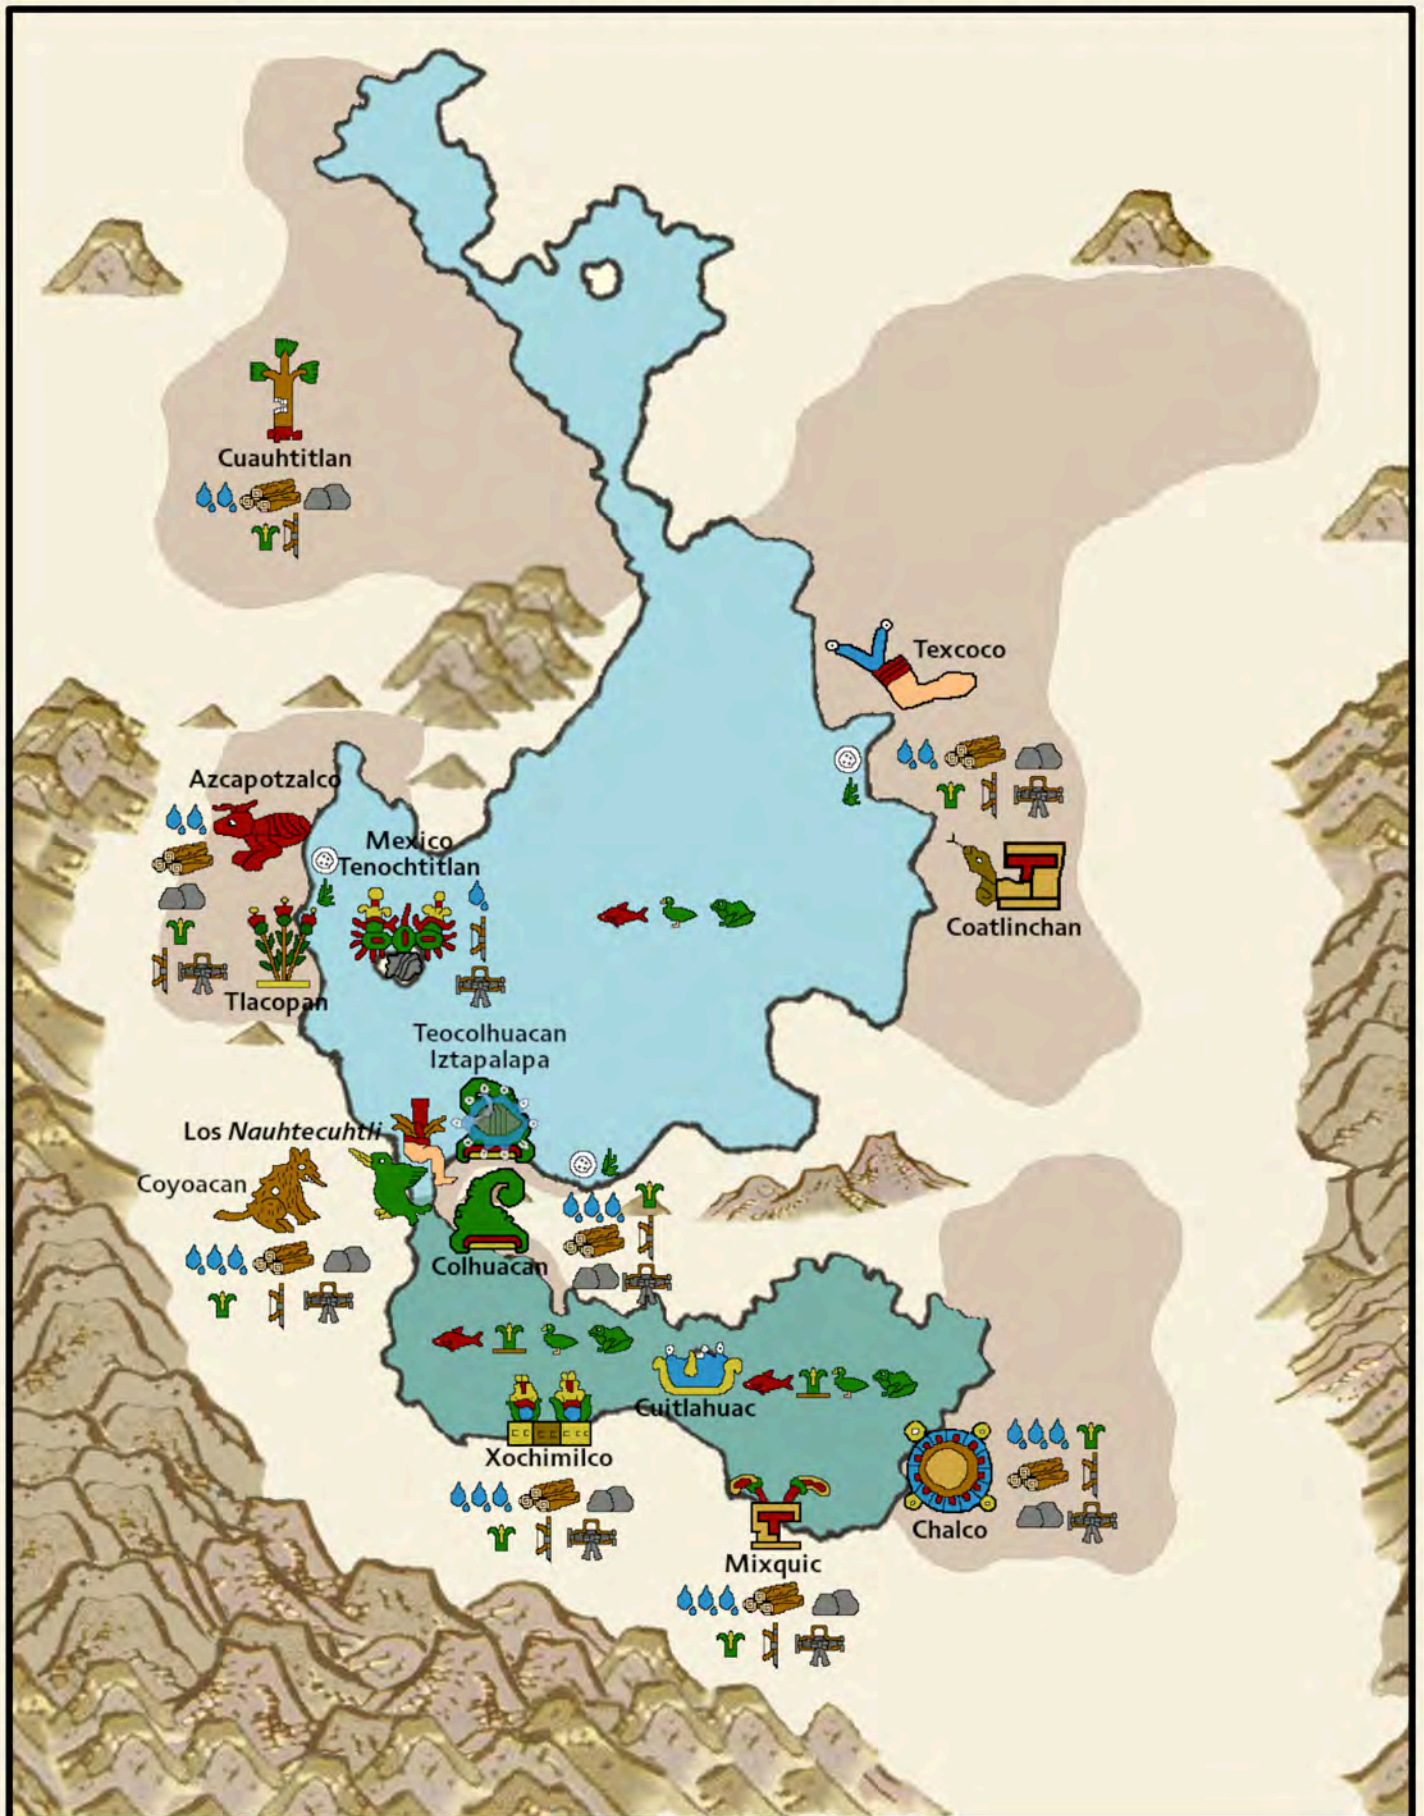 Cuauhtitlan
Texcoco
Azcapotzalco
Mexico
Tenochtitlan
Coatlinchan
Tlacopan
Teocolhuacan
Iztapalapa
Los Nauhtecuhtli
Coyoacan
Colhuacan
Cuitlahuac
Xochimilco
Chalco
Mixquic